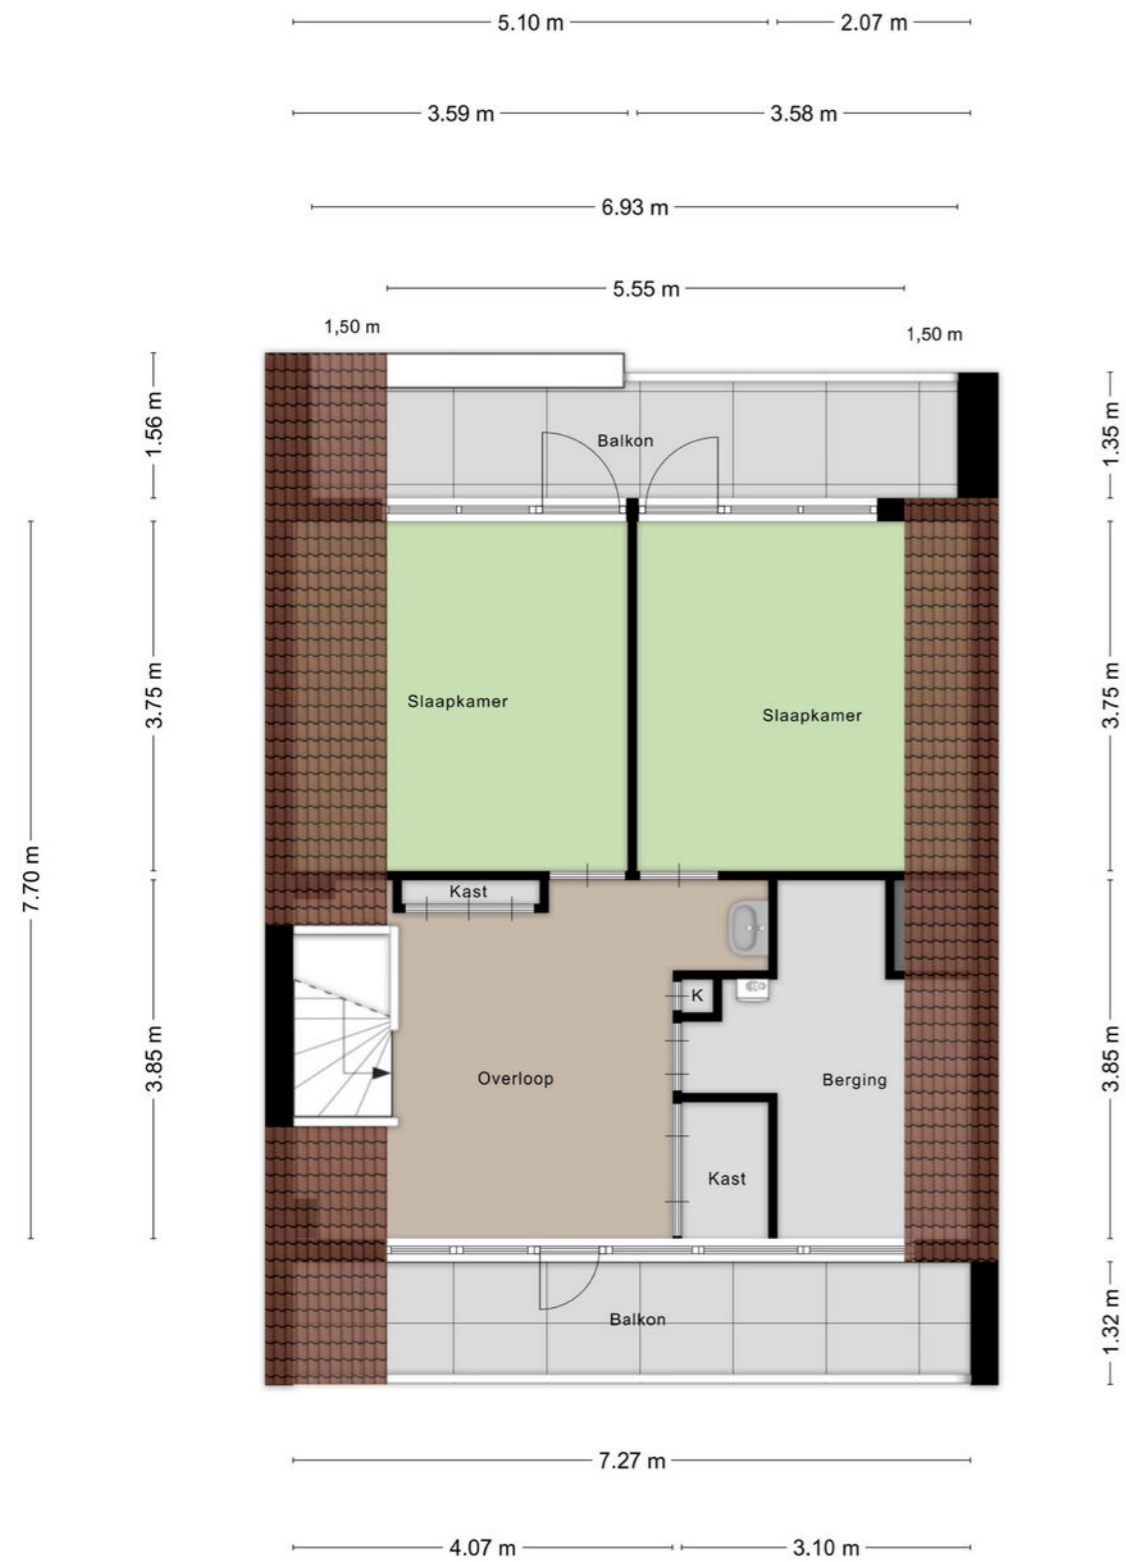 5.10 m
2.07 m
3.59 m
3.58 m
6.93 m
5.55 m
1,50 m
1,50 m
1.56 m
1.35 m
Balkon
3.75 m
3.75 m
Slaapkamer
Slaapkamer
7.70 m
Kast
K
3.85 m
3.85 m
Overloop
Berging
Kast
Balkon
1.32 m
7.27 m
4.07 m
3.10 m